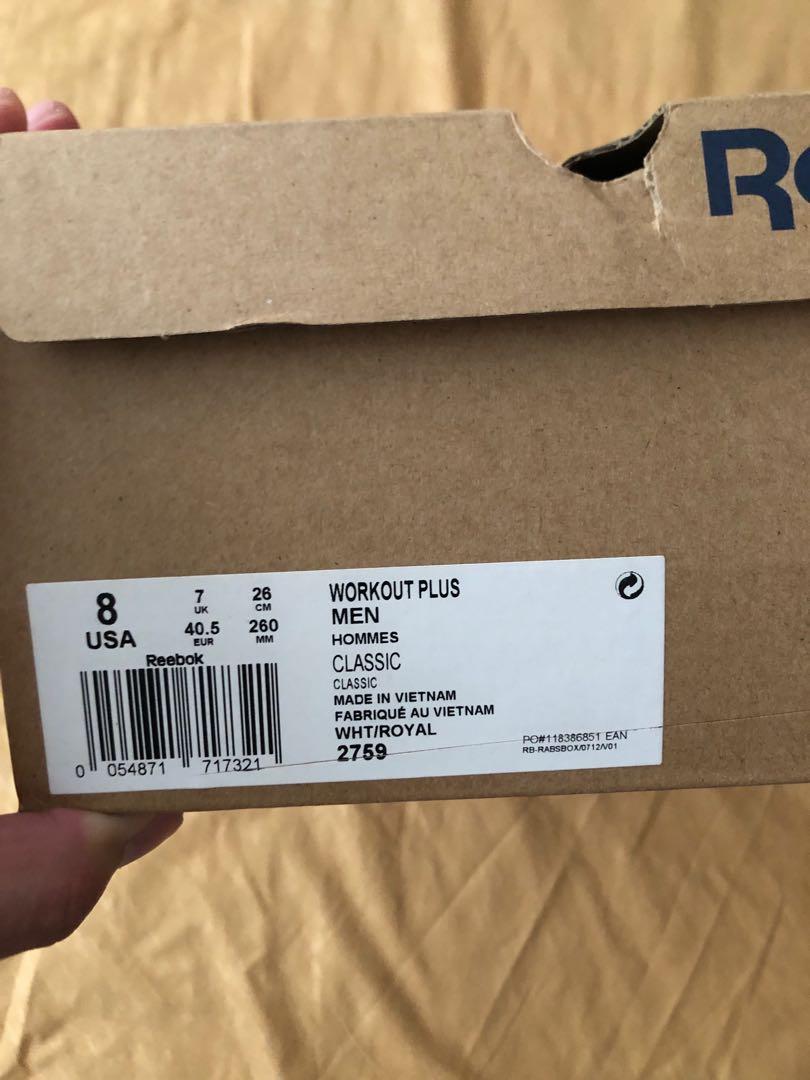 8
USA
7
UK
26
CM
40.5
EUR
260
MM
Reebok
0 054871 717321
WORKOUT PLUS
MEN
HOMMES
CLASSIC
CLASSIC
MADE IN VIETNAM
FABRIQUÉ AU VIETNAM
WHT/ROYAL
2759
PO#118386851 EAN
RB-RABSBOX/0712/V01